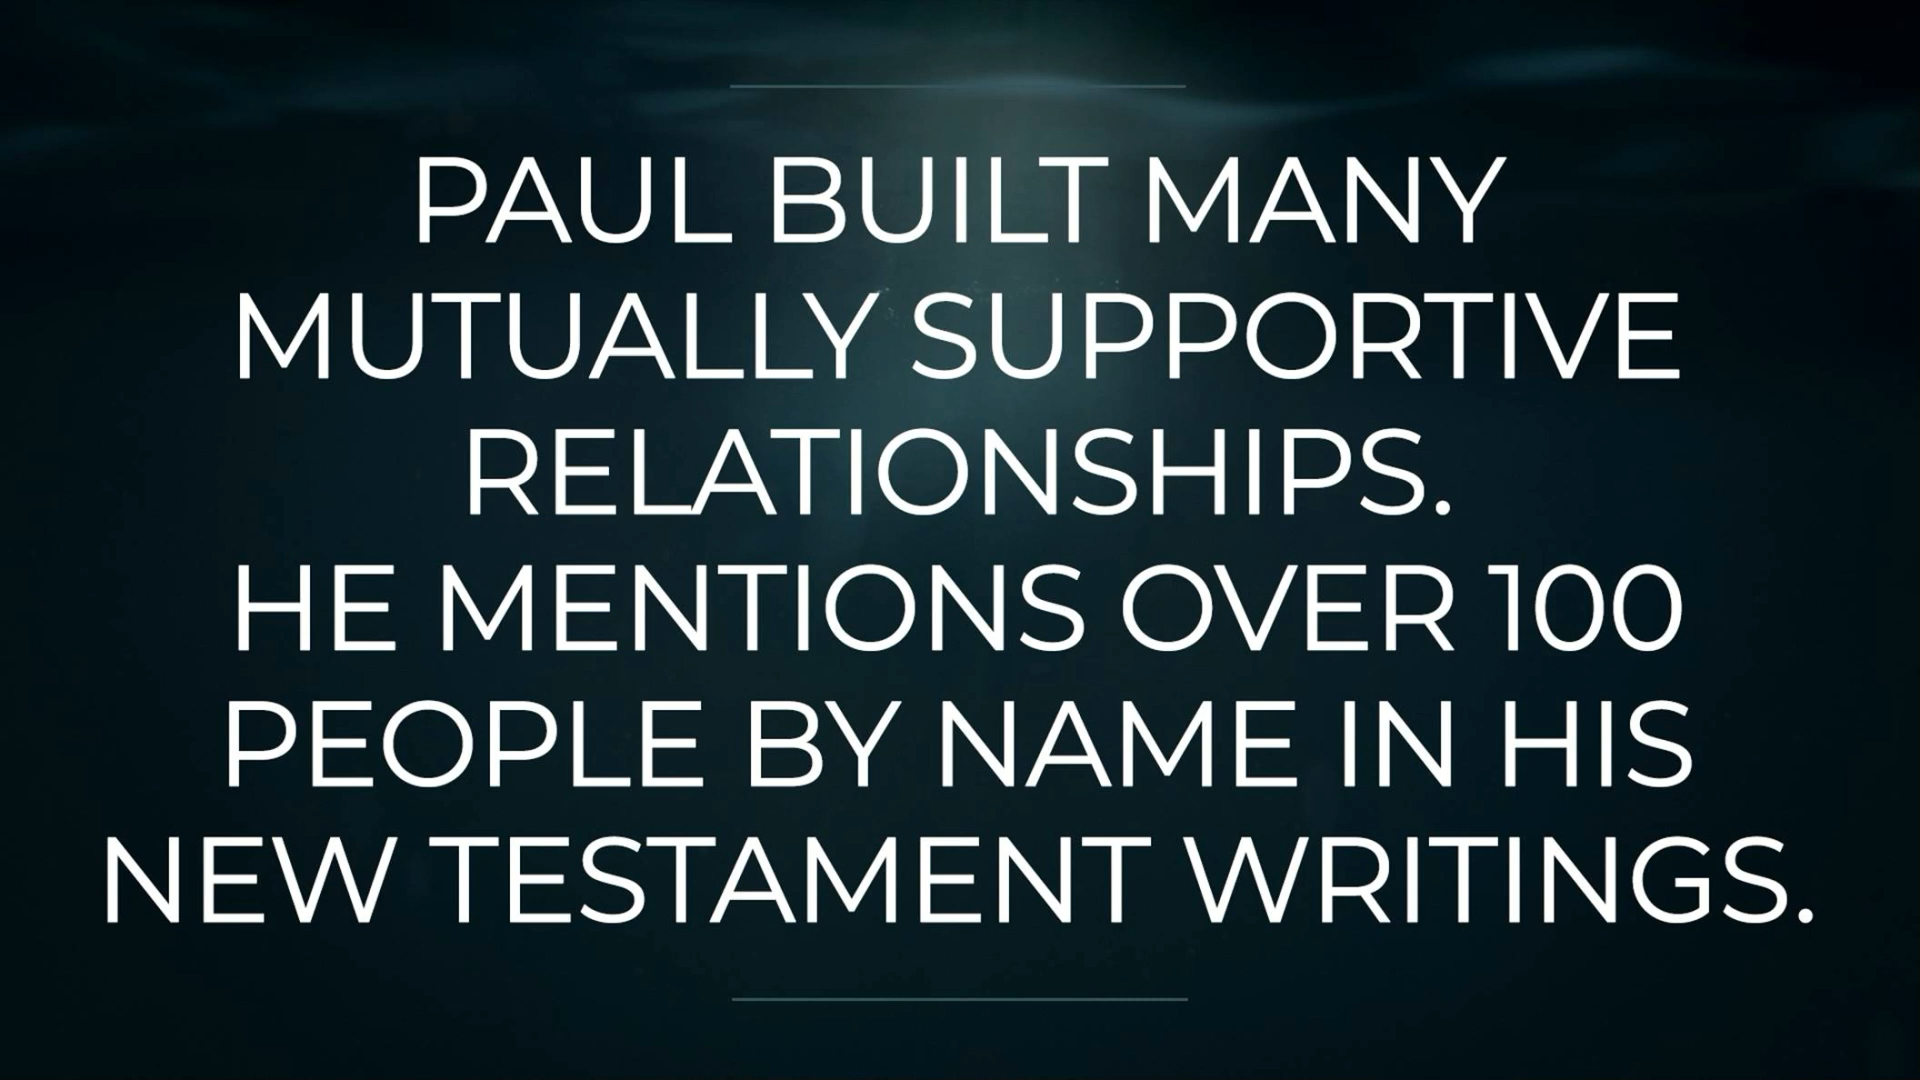 PAUL BUILT MANY
MUTUALLY SUPPORTIVE
RELATIONSHIPS.
HE MENTIONS OVER 100
PEOPLE BY NAME IN HIS
NEW TESTAMENT WRITINGS.